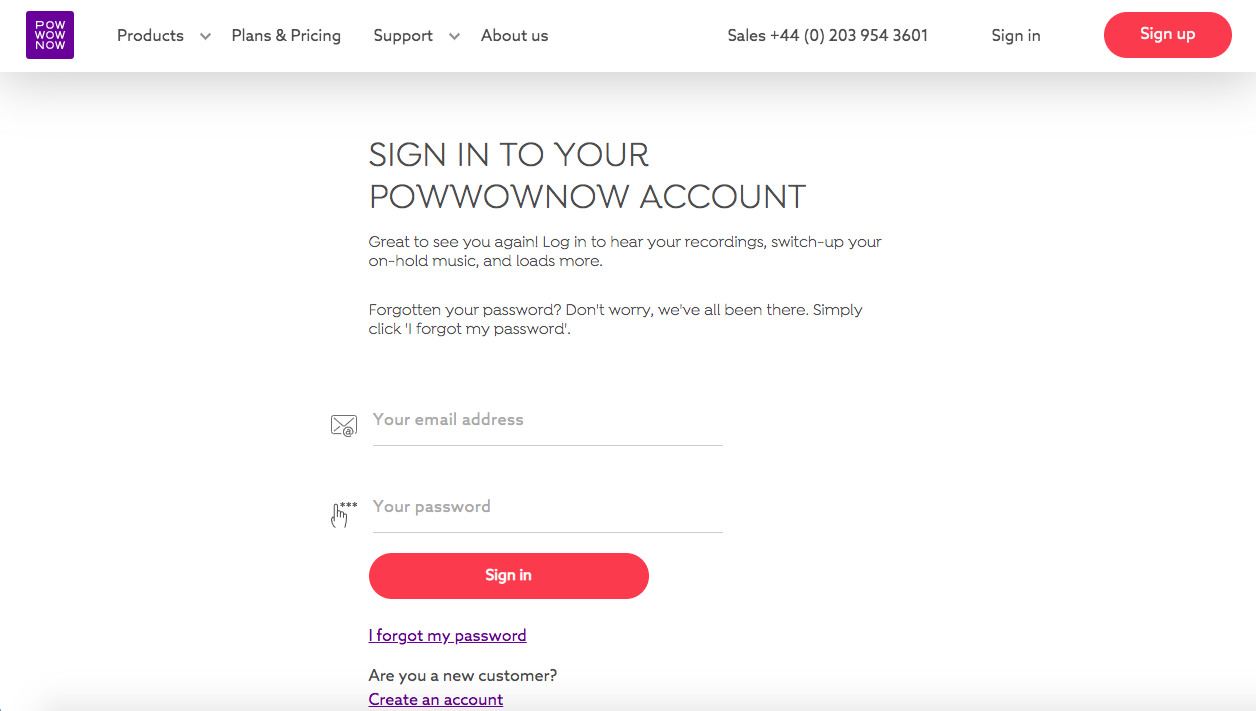 POW
WOW
NOW
Products Plans & Pricing Support About us Sales +44 (0) 203 954 3601 Sign in Sign up
SIGN IN TO YOUR
POWWOWNOW ACCOUNT
Great to see you again! Log in to hear your recordings, switch-up your
on-hold music, and loads more.
Forgotten your password? Don't worry, we've all been there. Simply
click 'I forgot my password'.
@
Your email address
***
Your password
Sign in
I forgot my password
Are you a new customer?
Create an account